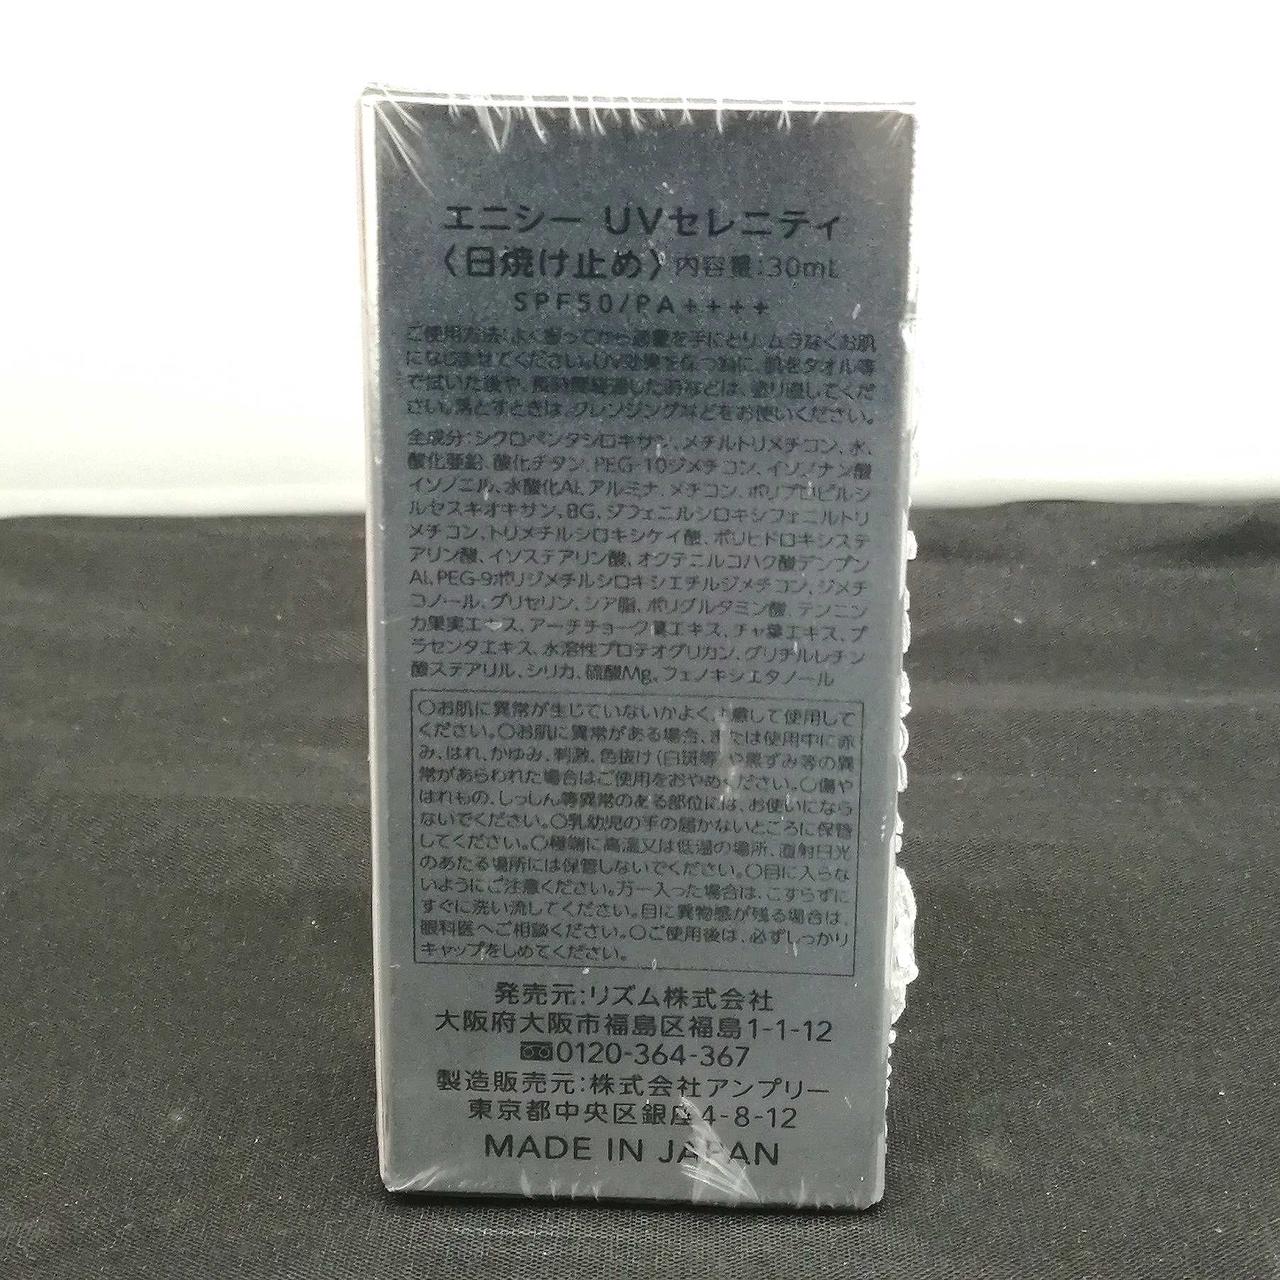 エニシー UVセレニティ
〈日焼け止め〉内容量:30mL
SPF50/PA++++
ご使用方法:よく振ってから適量を手にとり、ムラなくお肌
になじませてください。UV効果を保つ為に、肌をタオル等
で拭いた後や、長時間経過した時などは、塗り直してくだ
さい。落とすときは、クレンジングなどをお使いください。
全成分:シクロペンタシロキサン、メチルトリメチコン、水、
酸化亜鉛、酸化チタン、PEG-10ジメチコン、イソノナン酸
イソノニル、水酸化Al、アルミナ、メチコン、ポリプロピルシ
ルセスキオキサン、BG、ジフェニルシロキシフェニルトリ
メチコン、トリメチルシロキシケイ酸、ポリヒドロキシステ
アリン酸、イソステアリン酸、オクテニルコハク酸デンプン
Al、PEG-9ポリジメチルシロキシエチルジメチコン、ジメチ
コノール、グリセリン、シア脂、ポリグルタミン酸、テンニン
カ果実エキス、アーチチョーク葉エキス、チャ葉エキス、プ
ラセンタエキス、水溶性プロテオグリカン、グリチルレチン
酸ステアリル、シリカ、硫酸Mg、フェノキシエタノール
〇お肌に異常が生じていないかよく注意して使用して
ください。〇お肌に異常がある場合、または使用中に赤
み、はれ、かゆみ、刺激、色抜け(白斑等)や黒ずみ等の異
常があらわれた場合はご使用をおやめください。〇傷や
はれもの、しっしん等異常のある部位には、お使いになら
ないでください。〇乳幼児の手の届かないところに保管
してください。〇極端に高温又は低温の場所、直射日光
のあたる場所には保管しないでください。〇目に入らな
いようにご注意ください。万一入った場合は、こすらずに
すぐに洗い流してください。目に異物感が残る場合は、
眼科医へご相談ください。〇ご使用後は、必ずしっかり
キャップをしめてください。
発売元:リズム株式会社
大阪府大阪市福島区福島1-1-12
0120-364-367
製造販売元:株式会社アンプリー
東京都中央区銀座4-8-12
MADE IN JAPAN